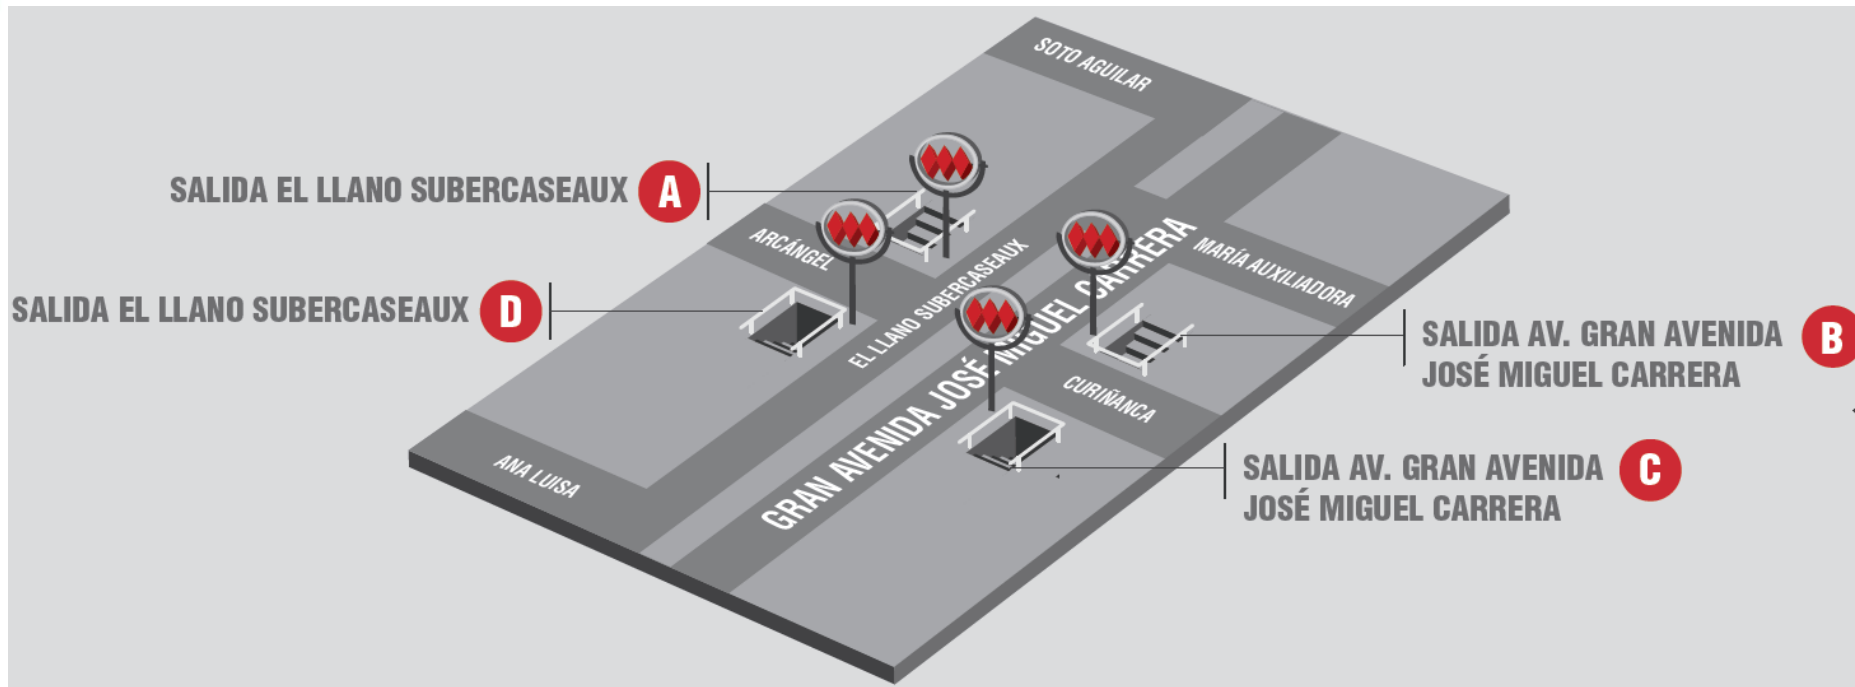 SOTO AGUILAR
SALIDA EL LLANO SUBERCASEAUX A
ARCÁNGEL
MARÍA AUXILIADORA
SALIDA EL LLANO SUBERCASEAUX D
EL LLANO SUBERCASEAUX
GRAN AVENIDA JOSÉ MIGUEL CARRERA
SALIDA AV. GRAN AVENIDA B
JOSÉ MIGUEL CARRERA
CURIÑANCA
ANA LUISA
SALIDA AV. GRAN AVENIDA C
JOSÉ MIGUEL CARRERA